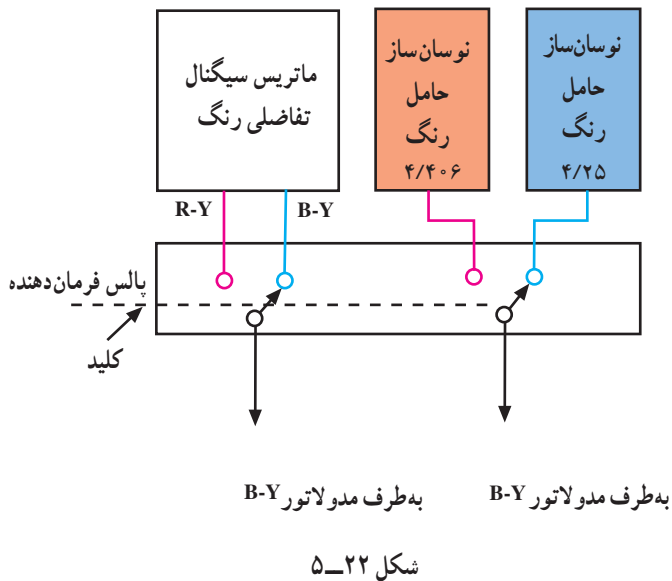 ماتریس سیگنال
تفاضلی رنگ
نوسان‌ساز
حامل
رنگ
۴/۴۰۶
نوسان‌ساز
حامل
رنگ
۴/۲۵
R-Y
B-Y
پالس فرمان‌دهنده
کلید
به‌طرف مدولاتور B-Y
به‌طرف مدولاتور B-Y
شکل ۲۲ــ۵